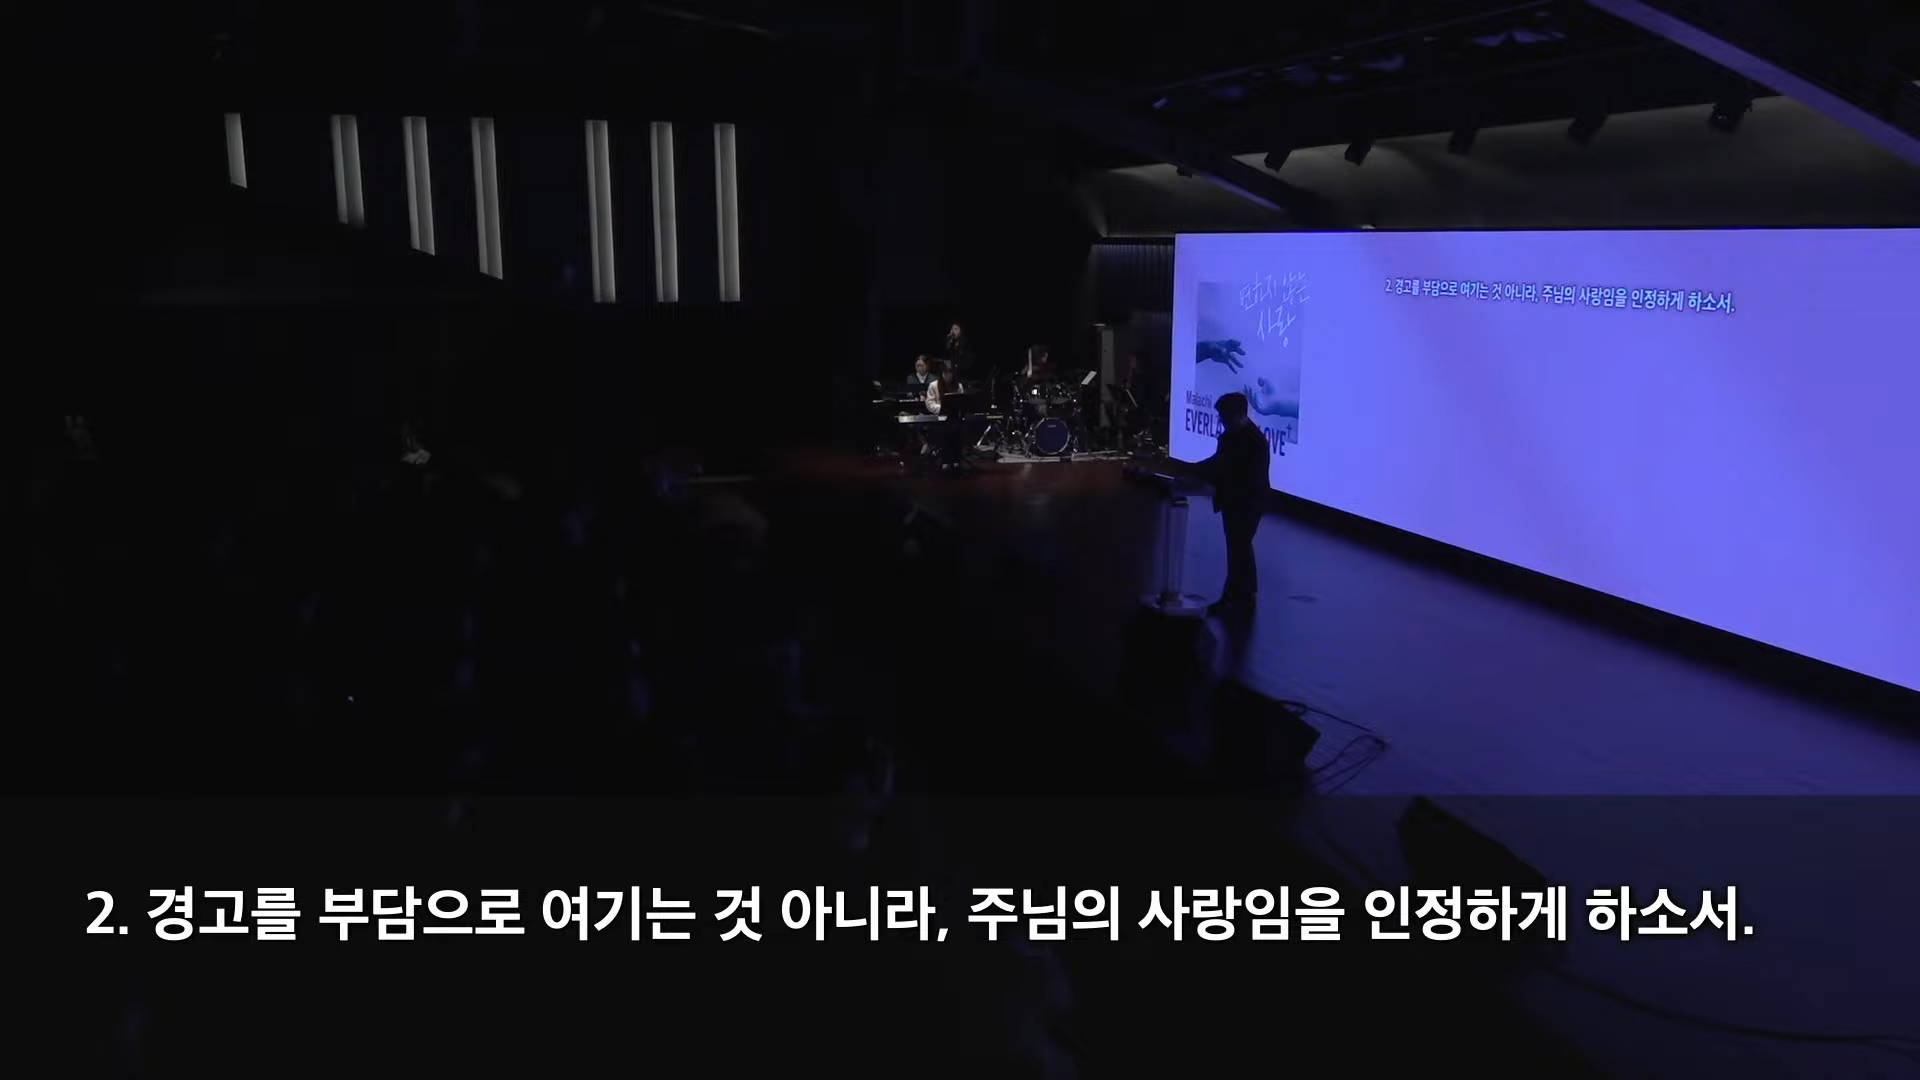 변하지 않는
사랑
2. 경고를 부담으로 여기는 것 아니라, 주님의 사랑임을 인정하게 하소서.
Malachi
2. 경고를 부담으로 여기는 것 아니라, 주님의 사랑임을 인정하게 하소서.